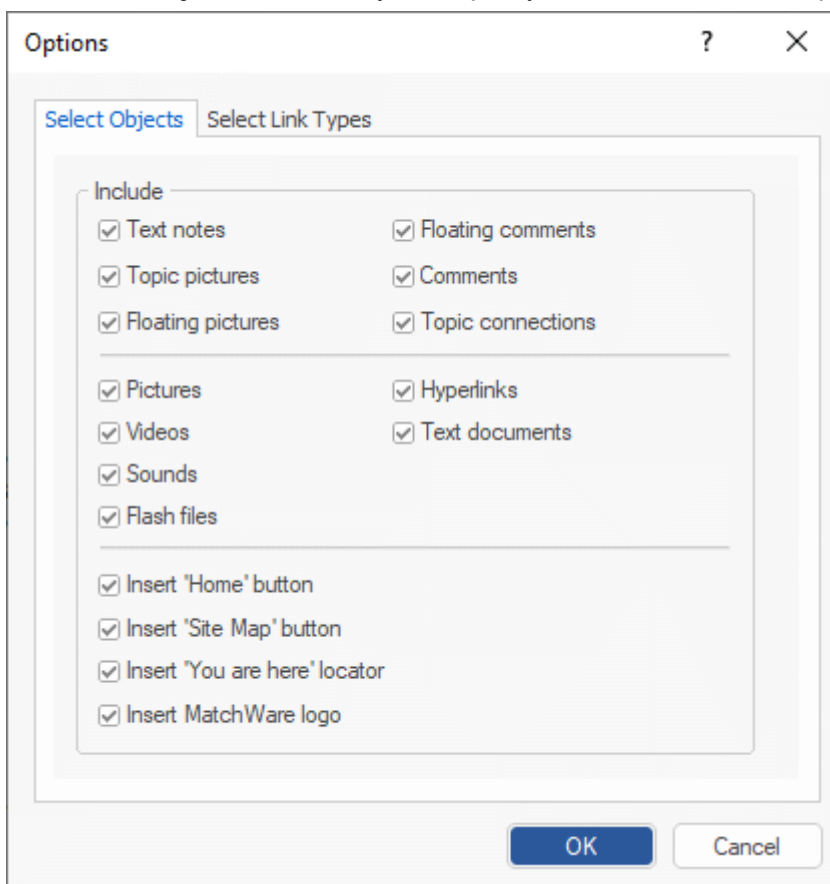 Options ?
Select Objects Select Link Types
Include
Text notes Floating comments
Topic pictures Comments
Floating pictures Topic connections
Pictures Hyperlinks
Videos Text documents
Sounds
Flash files
Insert 'Home' button
Insert 'Site Map' button
Insert 'You are here' locator
Insert MatchWare logo
OK Cancel